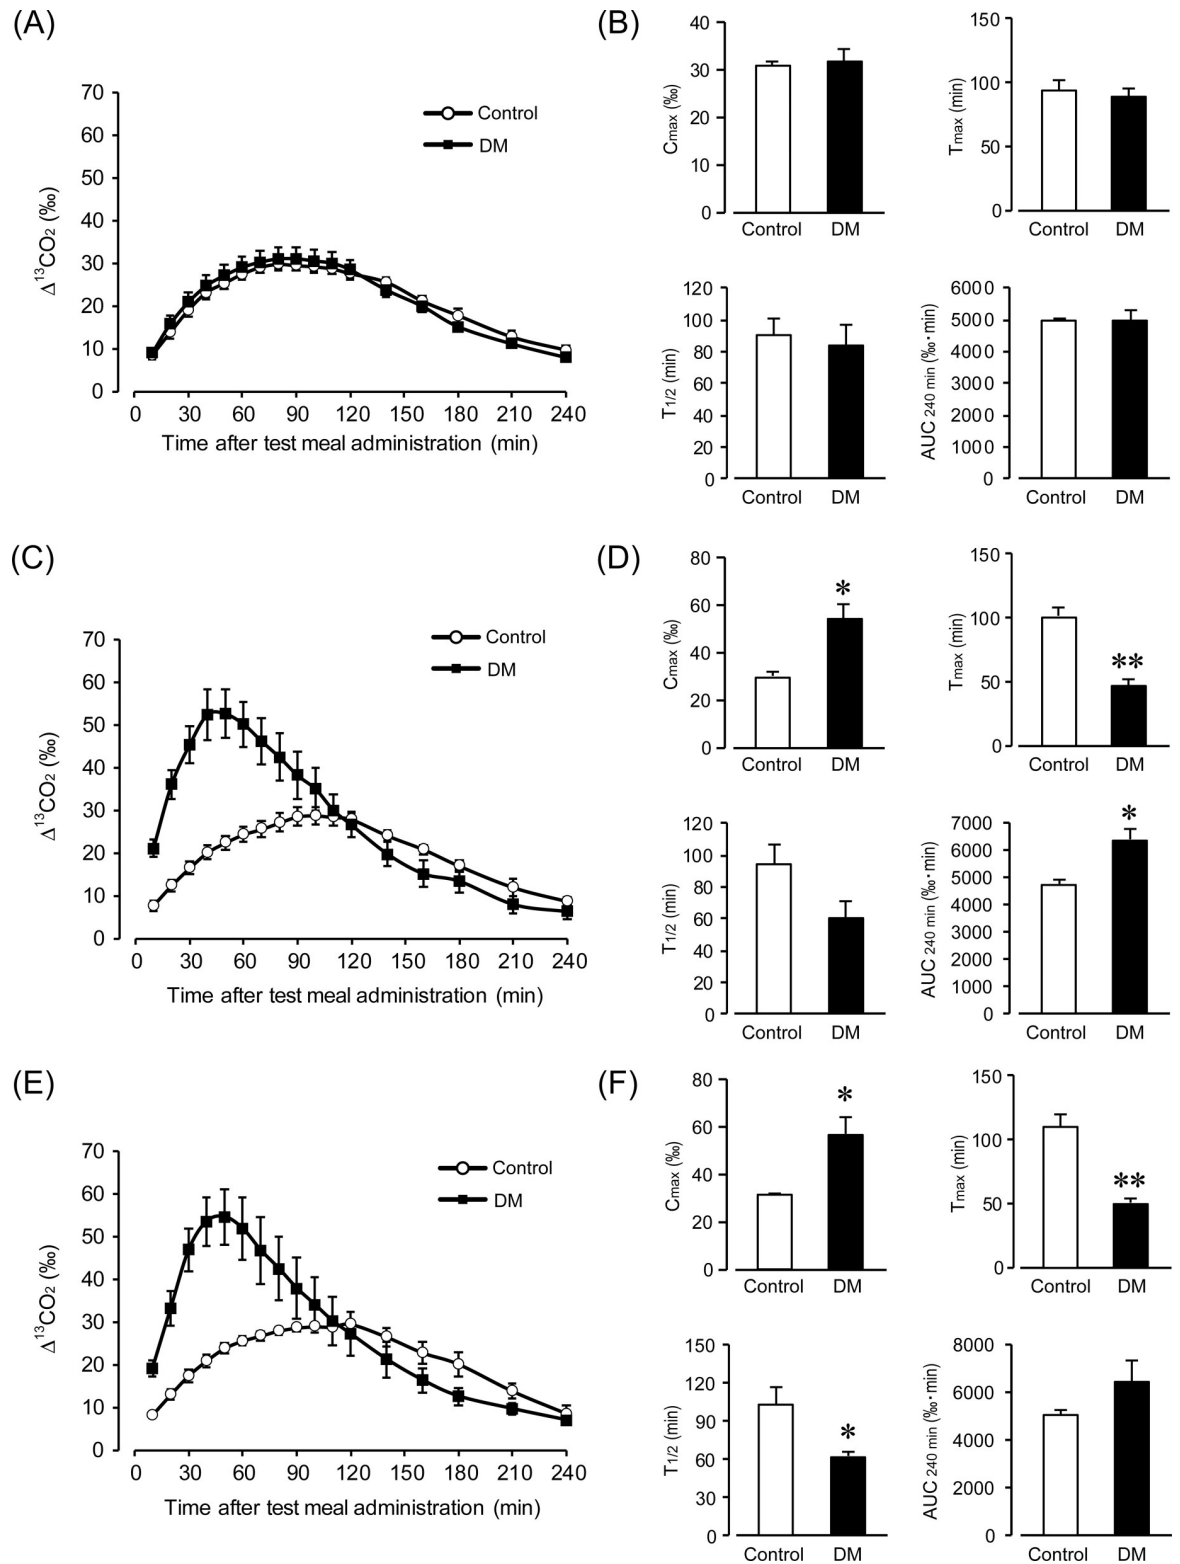 (A)
70
60
50
40
30
20
10
0
Δ¹³CO₂ (‰)
Control
DM
0 30 60 90 120 150 180 210 240
Time after test meal administration (min)
(B)
40
30
20
10
0
Cmax (‰)
Control DM
150
100
50
0
Tmax (min)
Control DM
120
100
80
60
40
20
0
T1/2 (min)
Control DM
6000
5000
4000
3000
2000
1000
0
AUC 240 min (‰·min)
Control DM
(C)
70
60
50
40
30
20
10
0
Δ¹³CO₂ (‰)
Control
DM
0 30 60 90 120 150 180 210 240
Time after test meal administration (min)
(D)
80
60
40
20
0
Cmax (‰)
*
Control DM
150
100
50
0
Tmax (min)
**
Control DM
120
100
80
60
40
20
0
T1/2 (min)
Control DM
7000
6000
5000
4000
3000
2000
1000
0
AUC 240 min (‰·min)
*
Control DM
(E)
70
60
50
40
30
20
10
0
Δ¹³CO₂ (‰)
Control
DM
0 30 60 90 120 150 180 210 240
Time after test meal administration (min)
(F)
80
60
40
20
0
Cmax (‰)
*
Control DM
150
100
50
0
Tmax (min)
**
Control DM
150
120
90
60
30
0
T1/2 (min)
*
Control DM
8000
6000
4000
2000
0
AUC 240 min (‰·min)
Control DM